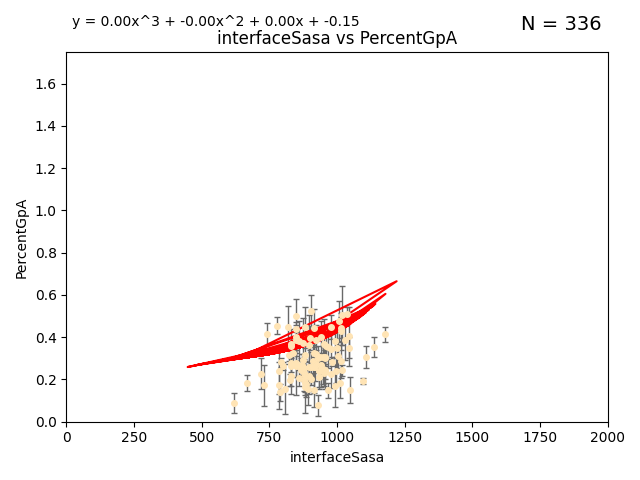 y = 0.00x^3 + -0.00x^2 + 0.00x + -0.15
N = 336
interfaceSasa vs PercentGpA
PercentGpA
1.6
1.4
1.2
1.0
0.8
0.6
0.4
0.2
0.0
0 250 500 750 1000 1250 1500 1750 2000
interfaceSasa